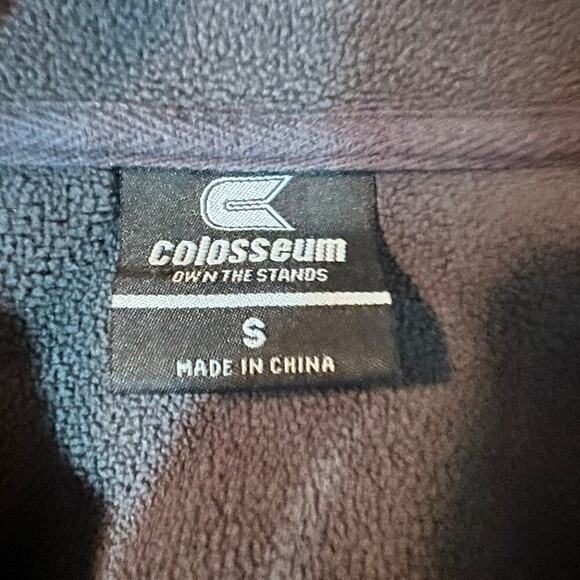 colosseum
OWN THE STANDS
S
MADE IN CHINA